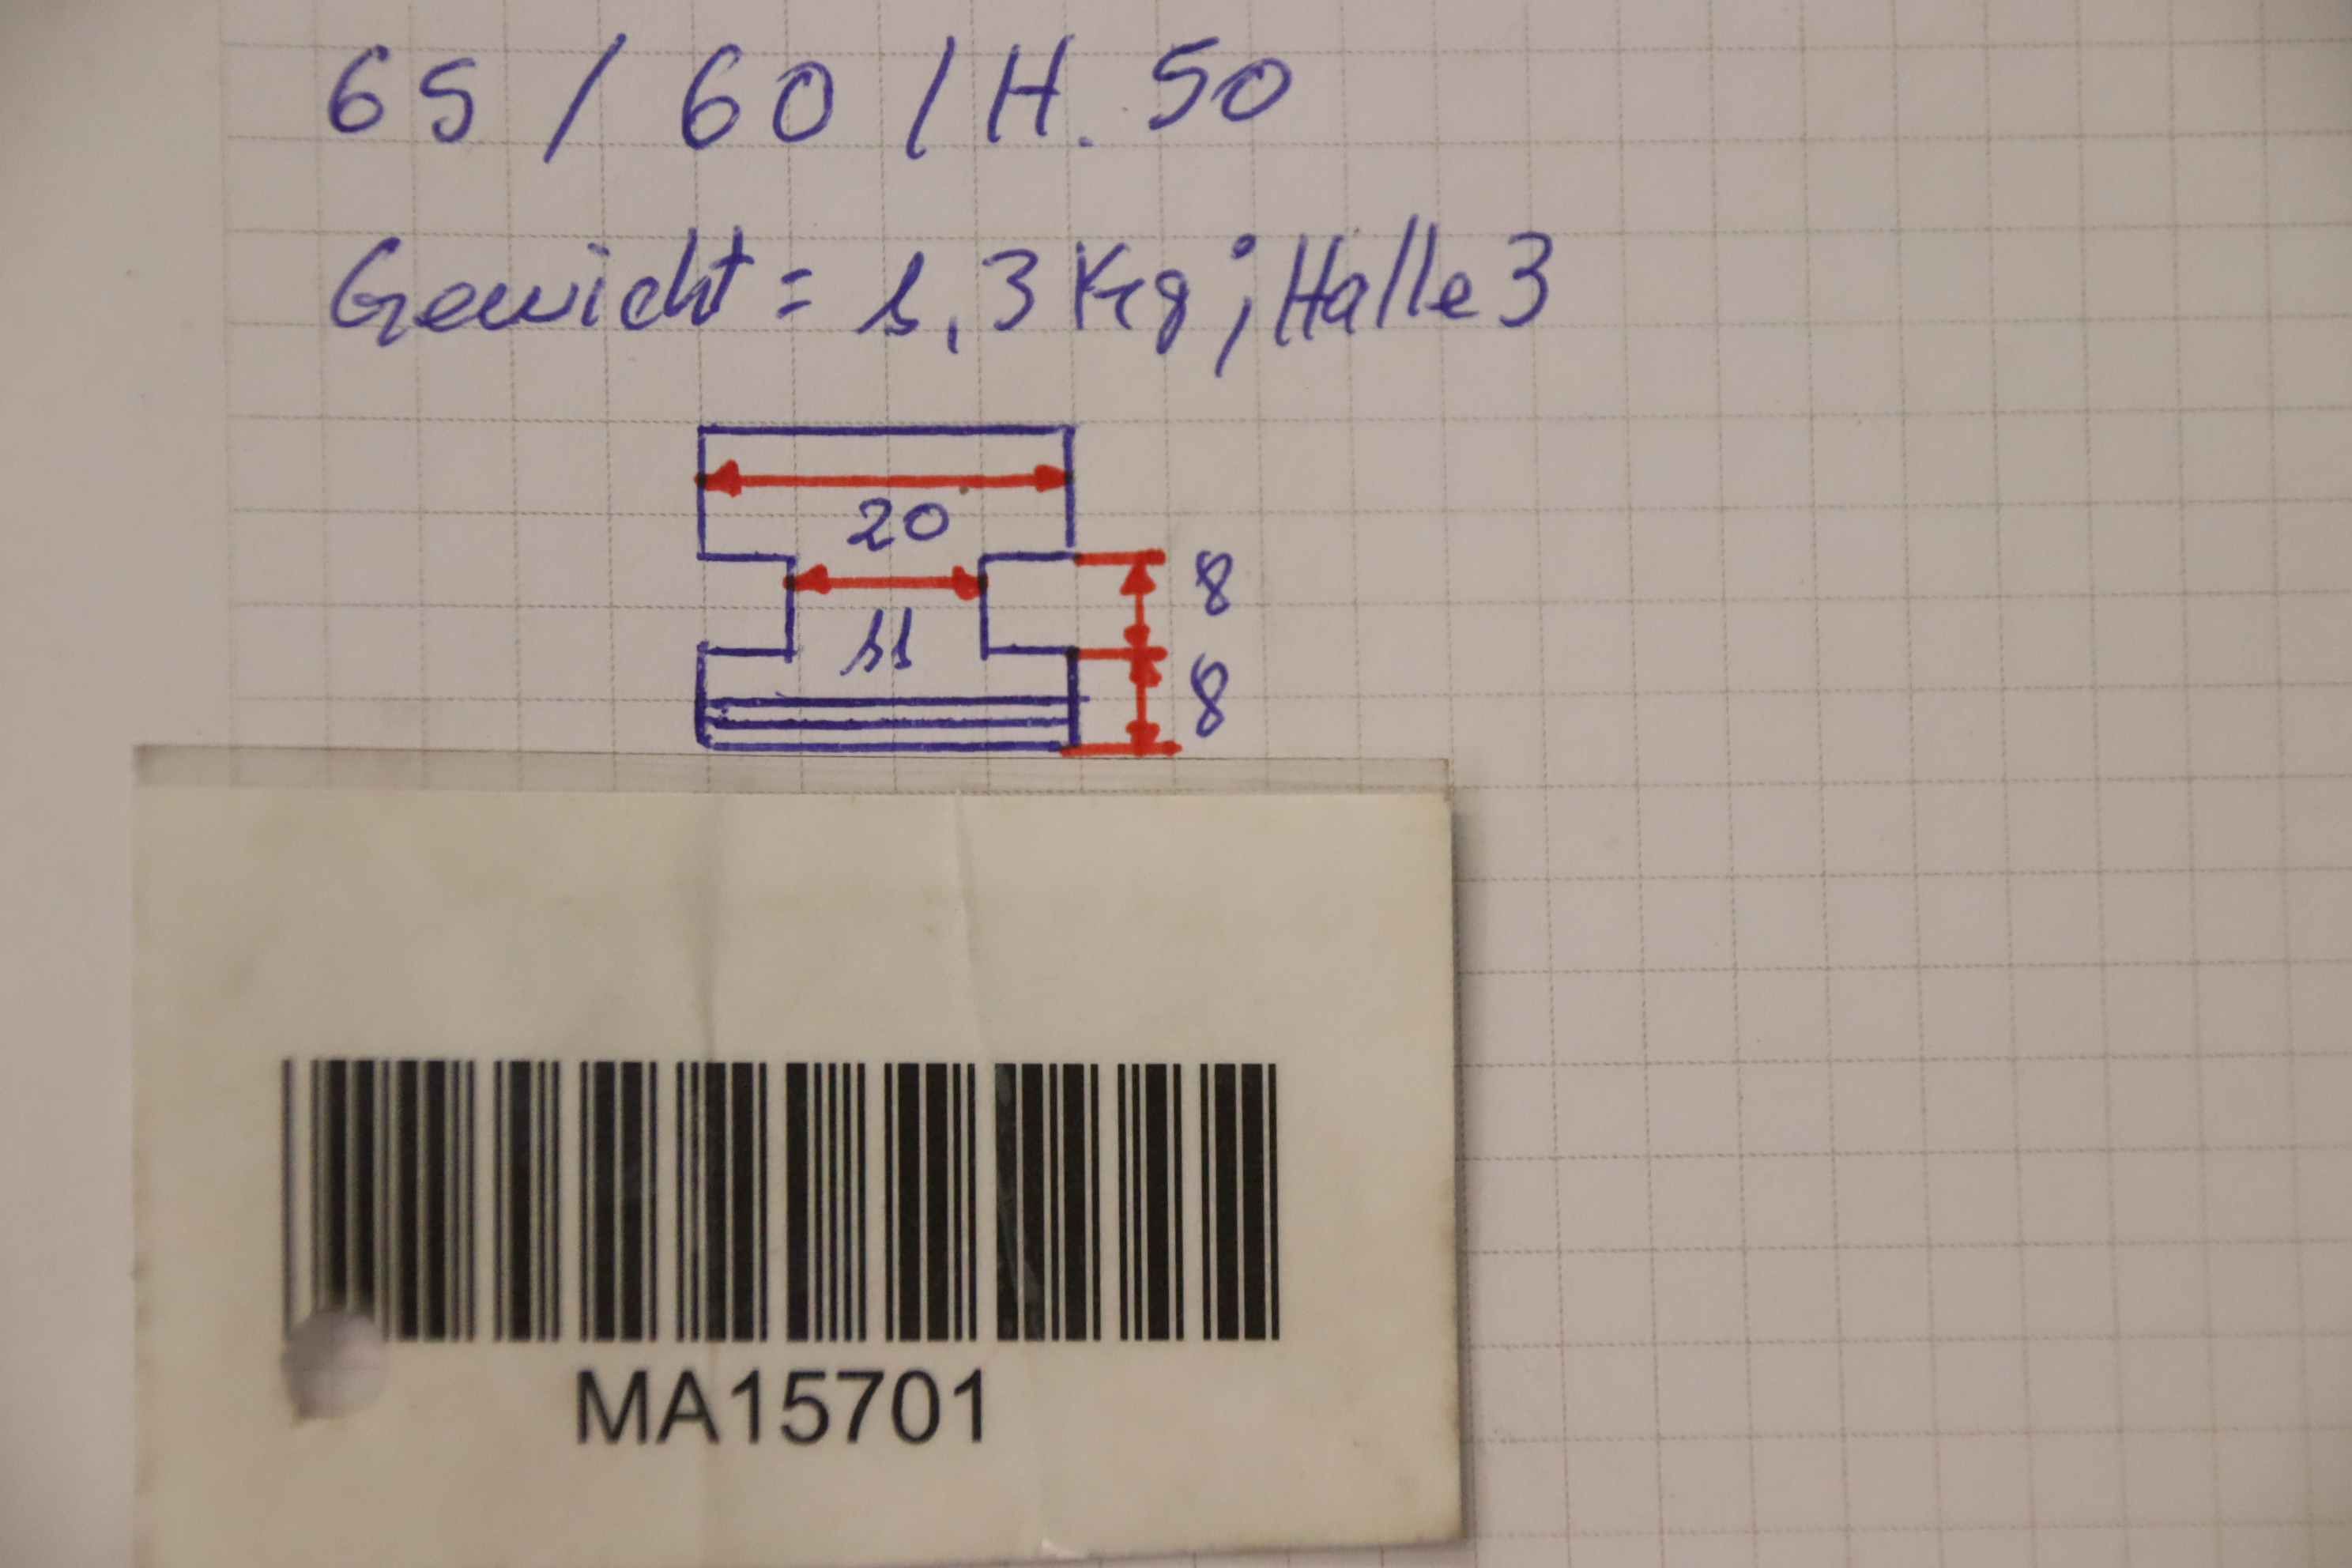 65 / 60 / H. 50
Gewicht = 1,3 Kg; Halle 3
20
8
11
8
MA15701